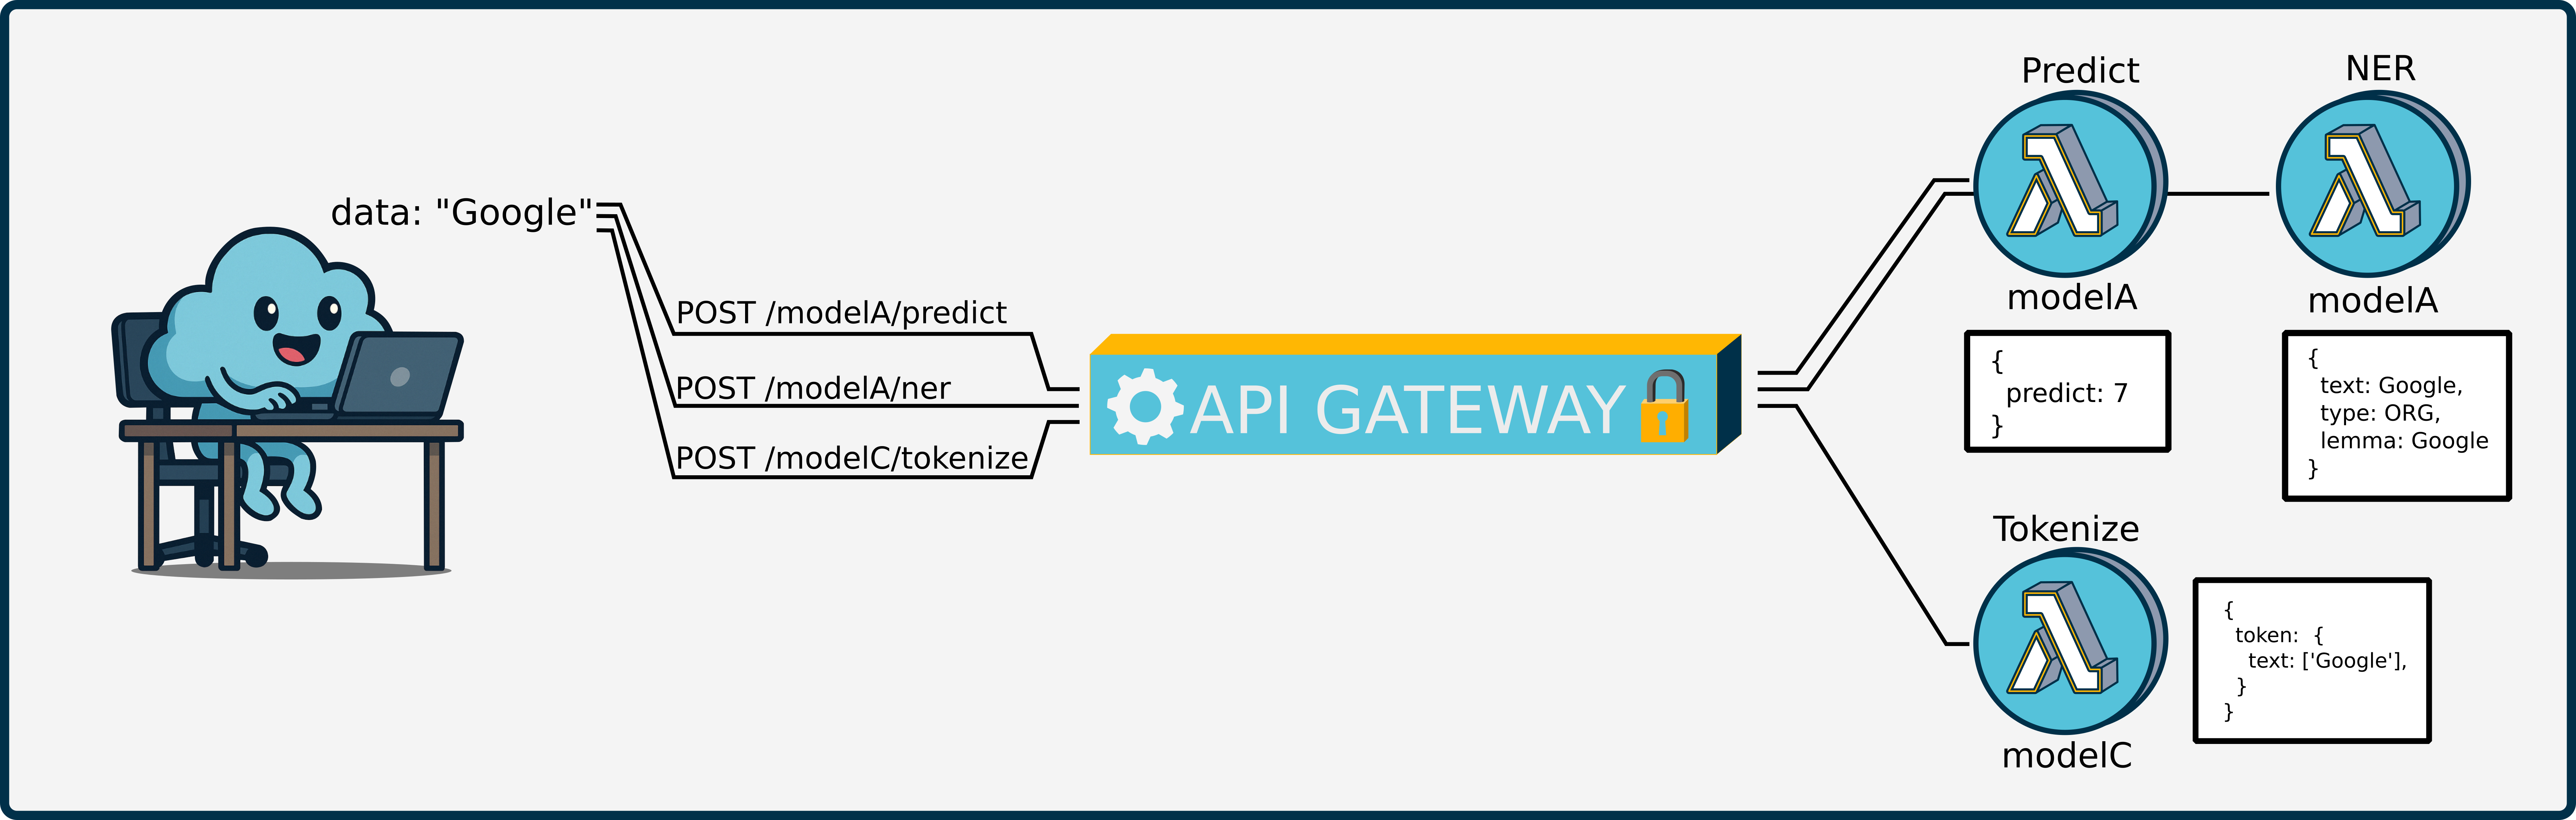 data: "Google"
POST /modelA/predict
POST /modelA/ner
POST /modelC/tokenize
API GATEWAY
Predict
modelA
{
predict: 7
}
NER
modelA
{
text: Google,
type: ORG,
lemma: Google
}
Tokenize
modelC
{
token: {
text: ['Google'],
}
}